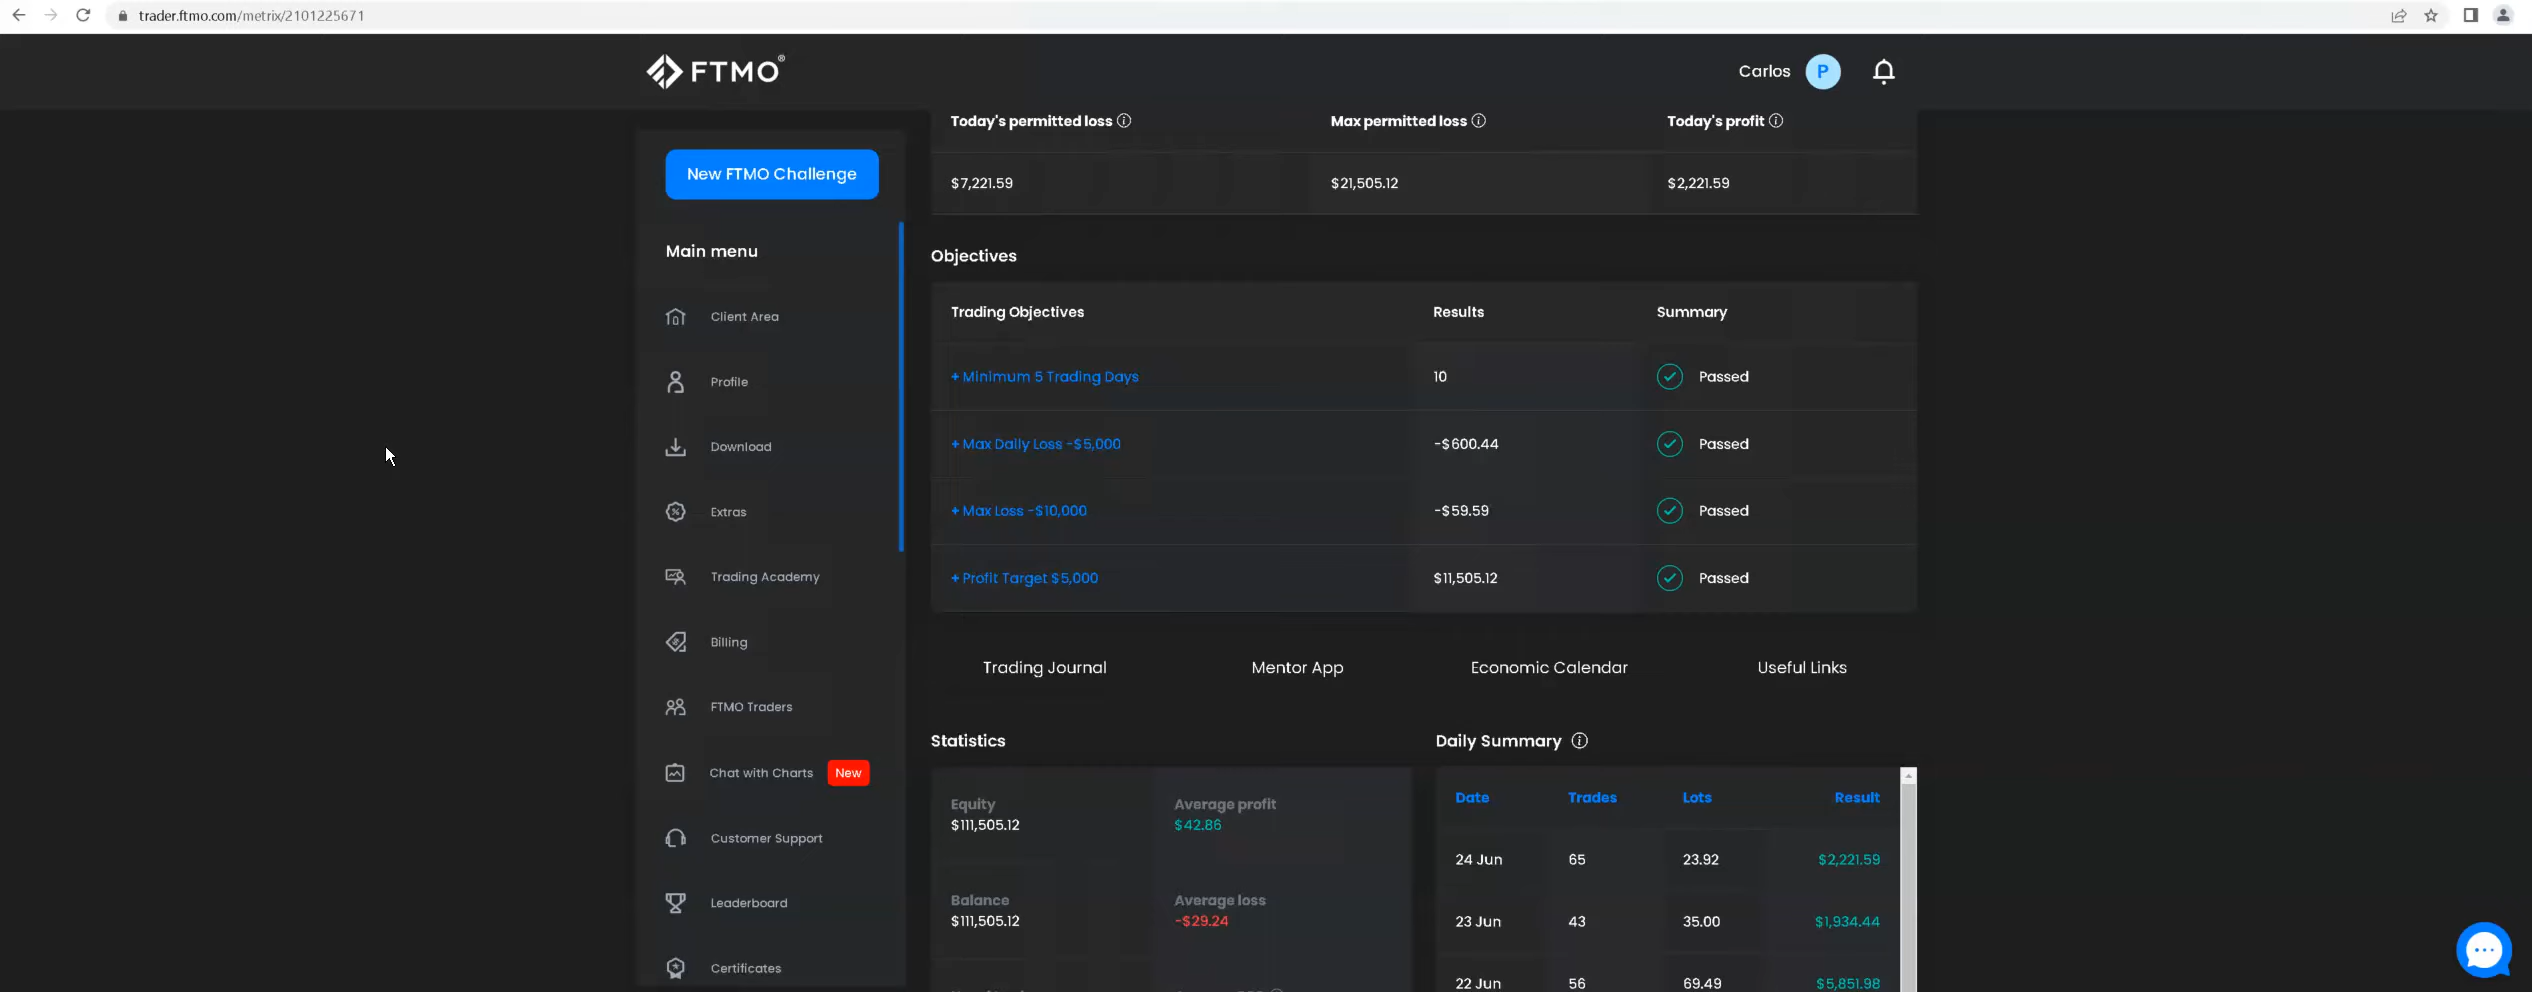 trader.ftmo.com/metrix/2101225671
FTMO®
Carlos P
New FTMO Challenge
Main menu
Client Area
Profile
Download
Extras
Trading Academy
Billing
FTMO Traders
Chat with Charts New
Customer Support
Leaderboard
Certificates
Today's permitted loss Max permitted loss Today's profit
$7,221.59 $21,505.12 $2,221.59
Objectives
Trading Objectives Results Summary
+ Minimum 5 Trading Days 10 Passed
+ Max Daily Loss -$5,000 -$600.44 Passed
+ Max Loss -$10,000 -$59.59 Passed
+ Profit Target $5,000 $11,505.12 Passed
Trading Journal Mentor App Economic Calendar Useful Links
Statistics
Equity Average profit
$111,505.12 $42.86
Balance Average loss
$111,505.12 -$29.24
Daily Summary
Date Trades Lots Result
24 Jun 65 23.92 $2,221.59
23 Jun 43 35.00 $1,934.44
22 Jun 56 69.49 $5,851.98